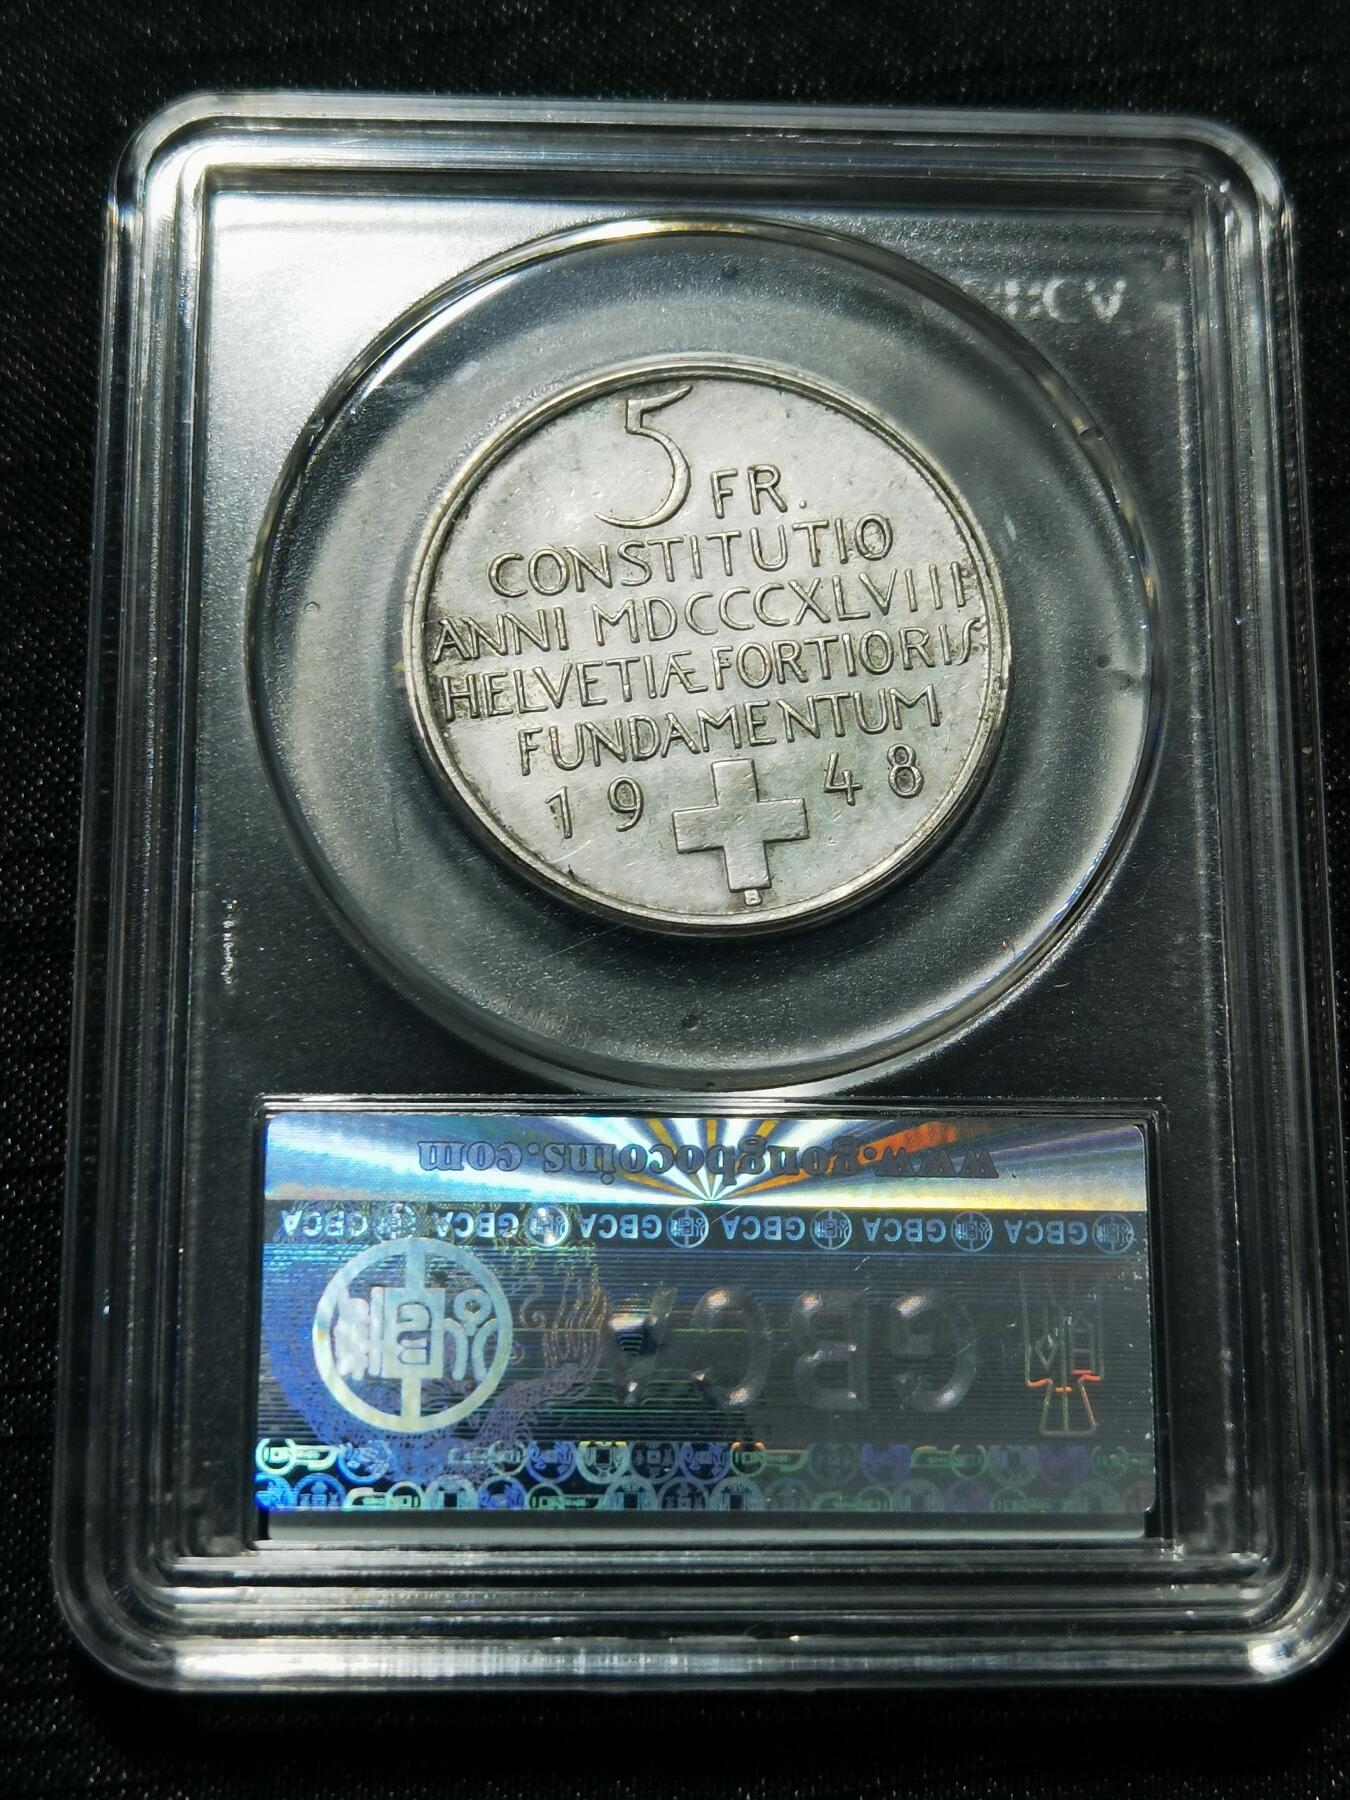 5 FR.
CONSTITUTIO
ANNI MDCCCXLVIII
HELVETIÆ FORTIORIS
FUNDAMENTUM
19 48
B
www.gongbocoins.com
GBCA GBCA GBCA GBCA GBCA GBCA
GBCA